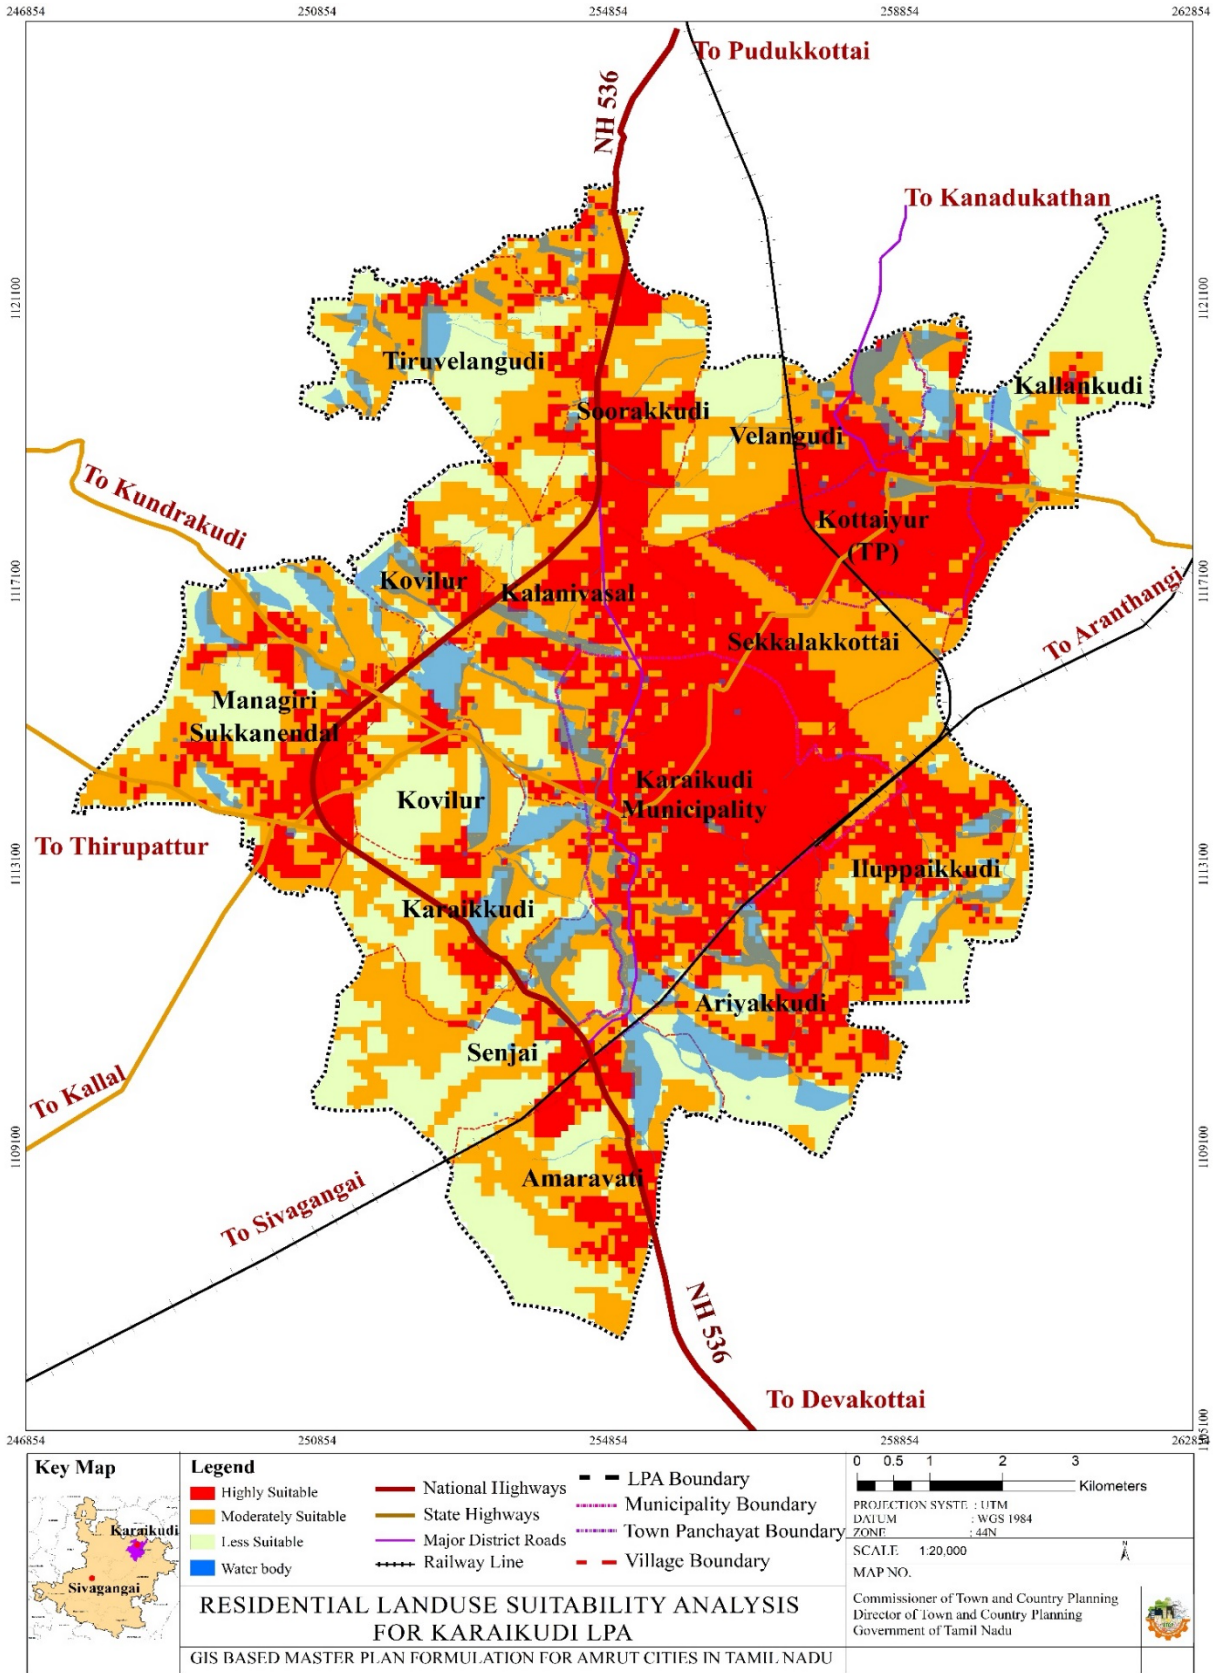 246854 250854 254854 258854 262854
To Pudukkottai
NH 536
To Kanadukathan
1121100
1121100
Tiruvelangudi
Kallankudi
Soorakkudi
Velangudi
To Kundrakudi
Kottaiyur
(TP)
1117100
1117100
Kovilur
Kalanivasal
To Aranthangi
Sekkalakkottai
Managiri
Sukkanendal
Karaikudi
Municipality
Kovilur
To Thirupattur
1113100
1113100
Iluppaikkudi
Karaikkudi
Ariyakkudi
Senjai
To Kallal
1109100
1109100
Amaravati
To Sivagangai
NH 536
To Devakottai
1105100
246854 250854 254854 258854 262854
Key Map
Karaikudi
Sivagangai
Legend
Highly Suitable
Moderately Suitable
Less Suitable
Water body
National Highways
State Highways
Major District Roads
Railway Line
LPA Boundary
Municipality Boundary
Town Panchayat Boundary
Village Boundary
0 0.5 1 2 3
Kilometers
PROJECTION SYSTE : UTM
DATUM : WGS 1984
ZONE : 44N
SCALE 1:20,000
N
MAP NO.
Commissioner of Town and Country Planning
Director of Town and Country Planning
Government of Tamil Nadu
RESIDENTIAL LANDUSE SUITABILITY ANALYSIS
FOR KARAIKUDI LPA
GIS BASED MASTER PLAN FORMULATION FOR AMRUT CITIES IN TAMIL NADU